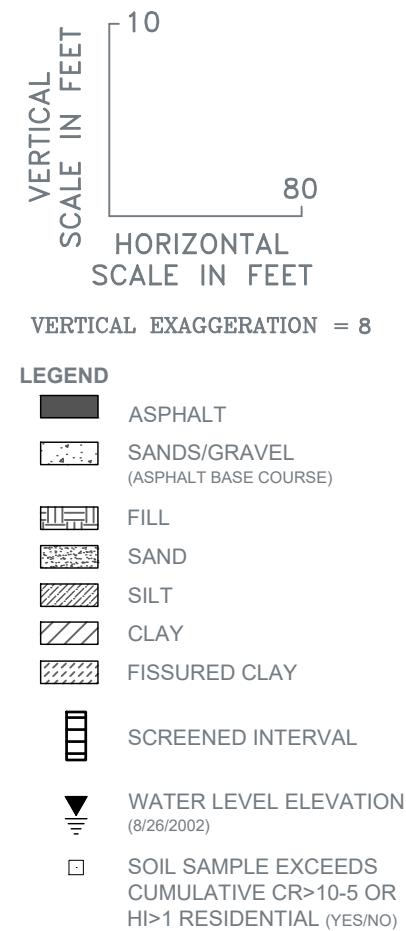 10
VERTICAL
SCALE IN FEET
80
HORIZONTAL
SCALE IN FEET
VERTICAL EXAGGERATION = 8
LEGEND
ASPHALT
SANDS/GRAVEL
(ASPHALT BASE COURSE)
FILL
SAND
SILT
CLAY
FISSURED CLAY
SCREENED INTERVAL
WATER LEVEL ELEVATION
(8/26/2002)
SOIL SAMPLE EXCEEDS
CUMULATIVE CR>10-5 OR
HI>1 RESIDENTIAL (YES/NO)